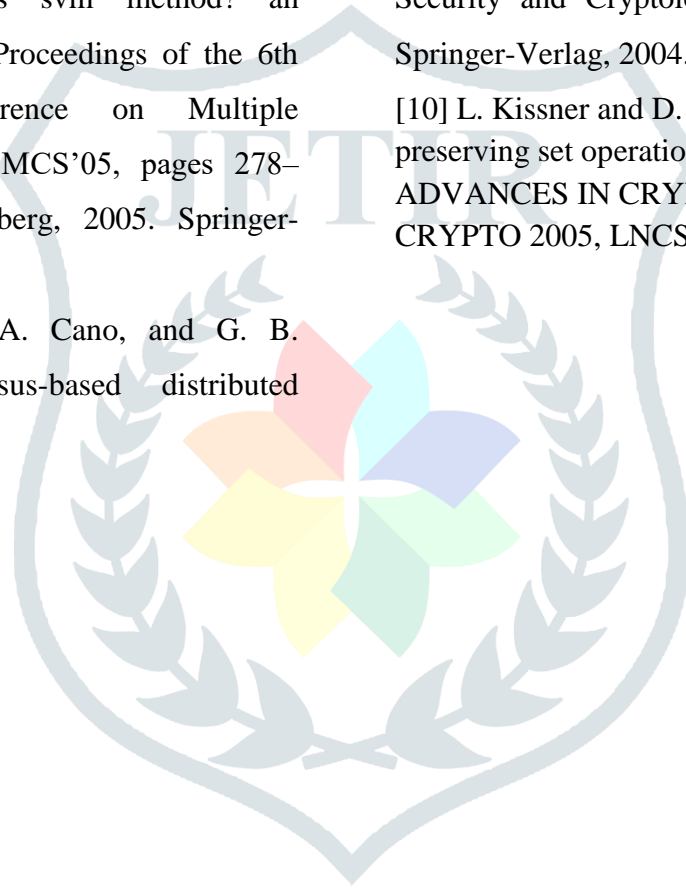 s svm method? an
Proceedings of the 6th
rence on Multiple
MCS’05, pages 278–
berg, 2005. Springer-
A. Cano, and G. B.
sus-based distributed
Security and Cryptolo
Springer-Verlag, 2004.
[10] L. Kissner and D.
preserving set operatio
ADVANCES IN CRY
CRYPTO 2005, LNCS
JETIR